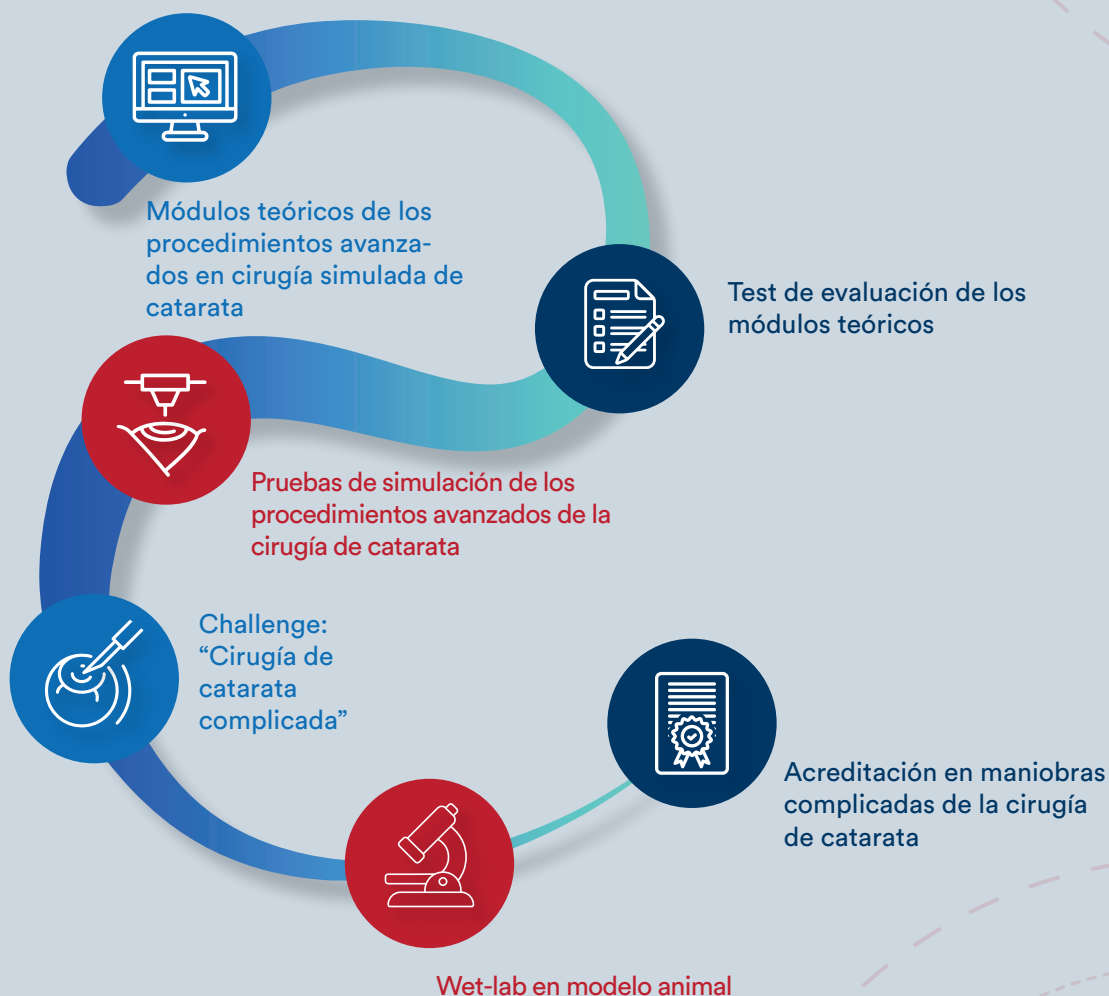 Módulos teóricos de los
procedimientos avanza-
dos en cirugía simulada de
catarata
Test de evaluación de los
módulos teóricos
Pruebas de simulación de los
procedimientos avanzados de la
cirugía de catarata
Challenge:
“Cirugía de
catarata
complicada”
Acreditación en maniobras
complicadas de la cirugía
de catarata
Wet-lab en modelo animal